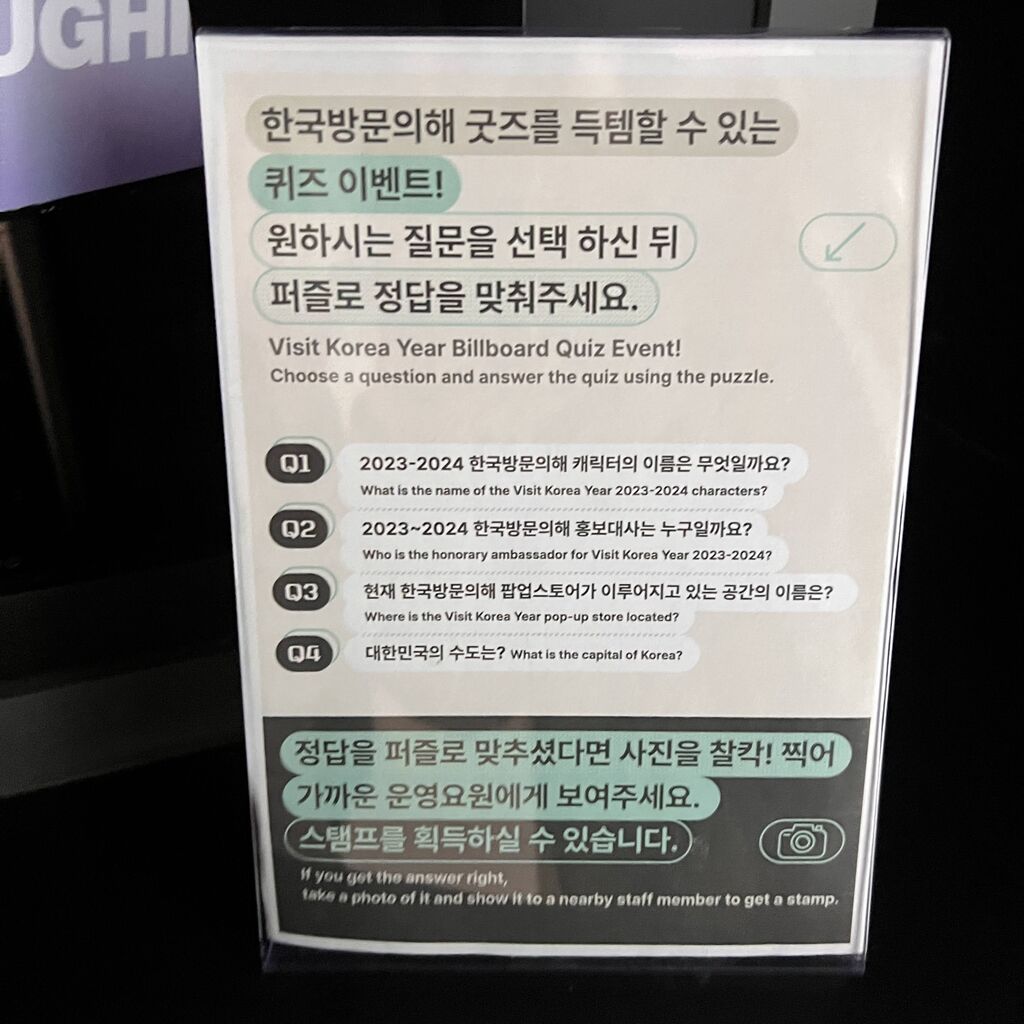 UGHI
한국방문의해 굿즈를 득템할 수 있는
퀴즈 이벤트!
원하시는 질문을 선택 하신 뒤
퍼즐로 정답을 맞춰주세요.
Visit Korea Year Billboard Quiz Event!
Choose a question and answer the quiz using the puzzle.
Q1 2023-2024 한국방문의해 캐릭터의 이름은 무엇일까요?
What is the name of the Visit Korea Year 2023-2024 characters?
Q2 2023~2024 한국방문의해 홍보대사는 누구일까요?
Who is the honorary ambassador for Visit Korea Year 2023-2024?
Q3 현재 한국방문의해 팝업스토어가 이루어지고 있는 공간의 이름은?
Where is the Visit Korea Year pop-up store located?
Q4 대한민국의 수도는? What is the capital of Korea?
정답을 퍼즐로 맞추셨다면 사진을 찰칵! 찍어
가까운 운영요원에게 보여주세요.
스탬프를 획득하실 수 있습니다.
If you get the answer right,
take a photo of it and show it to a nearby staff member to get a stamp.